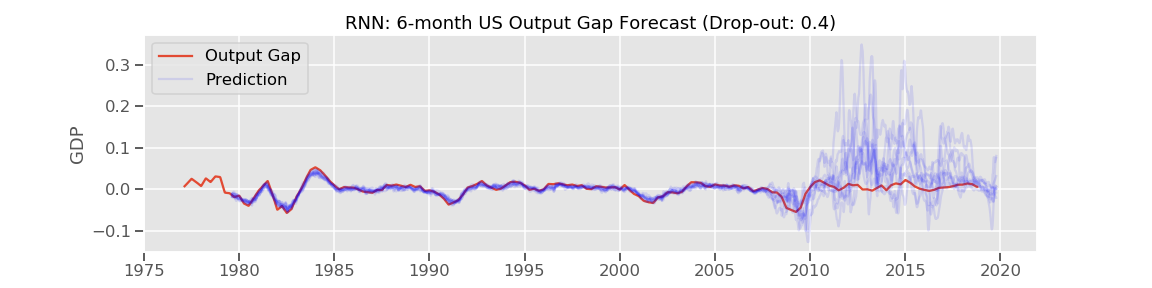 RNN: 6-month US Output Gap Forecast (Drop-out: 0.4)
Output Gap
Prediction
GDP
0.3
0.2
0.1
0.0
−0.1
1975 1980 1985 1990 1995 2000 2005 2010 2015 2020